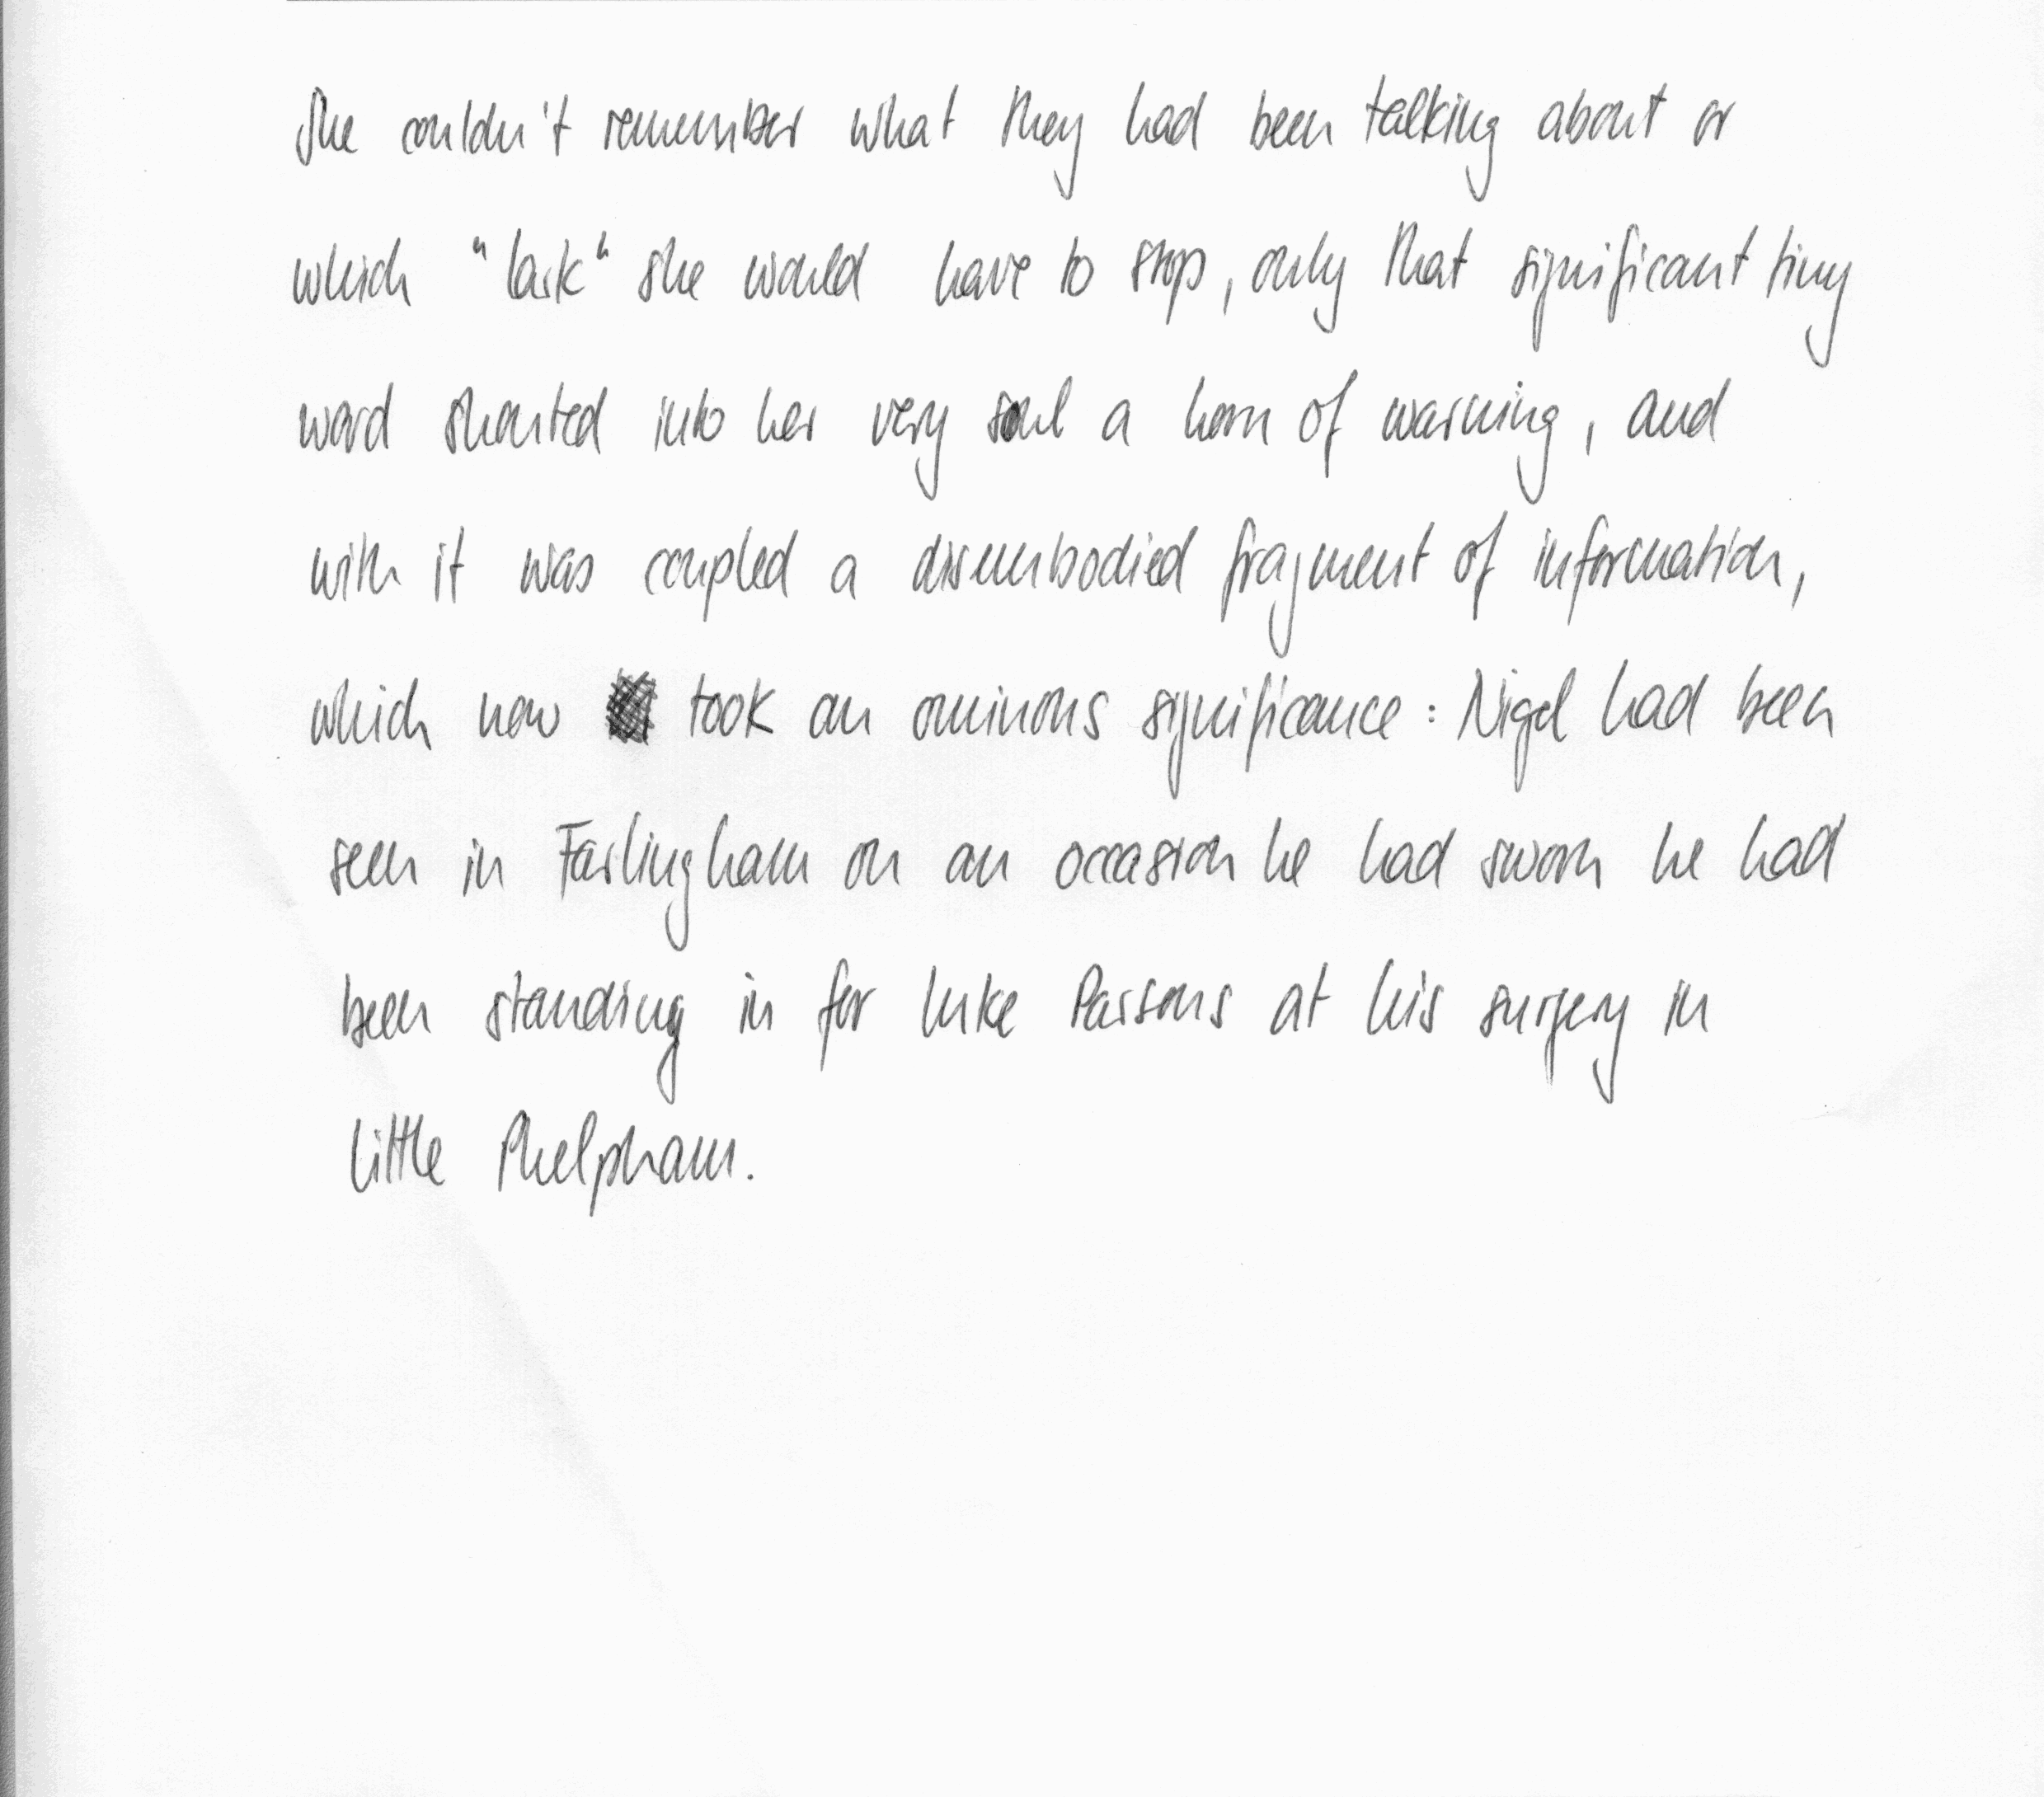 She couldn't remember what they had been talking about or
which "lark" she would have to stop, only that significant tiny
word shouted into her very soul a horn of warning, and
with it was coupled a disembodied fragment of information,
which now took an ominous significance: Nigel had been
seen in Farlingham on an occasion he had sworn he had
been standing in for Luke Parsons at his surgery in
Little Phelpham.